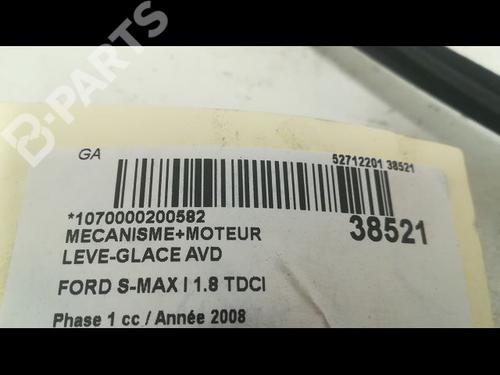 B-PARTS
GA
52712201 38521
*1070000200582
38521
MECANISME+MOTEUR
LEVE-GLACE AVD
FORD S-MAX I 1.8 TDCI
Phase 1 cc / Année 2008